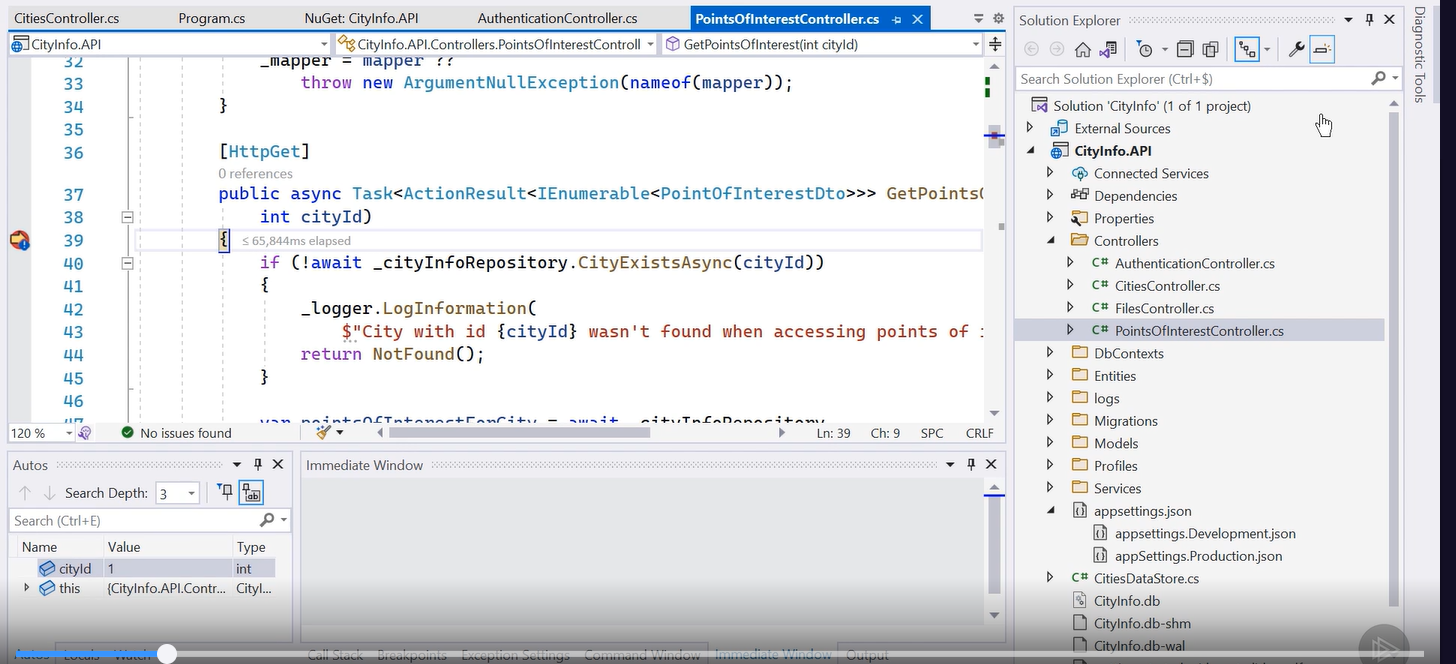 CitiesController.cs Program.cs NuGet: CityInfo.API AuthenticationController.cs PointsOfInterestController.cs
CityInfo.API CityInfo.API.Controllers.PointsOfInterestControll GetPointsOfInterest(int cityId)
32 _mapper = mapper ??
33 throw new ArgumentNullException(nameof(mapper));
34 }
35
36 [HttpGet]
0 references
37 public async Task<ActionResult<IEnumerable<PointOfInterestDto>>> GetPoints
38 int cityId)
39 { ≤ 65,844ms elapsed
40 if (!await _cityInfoRepository.CityExistsAsync(cityId))
41 {
42 _logger.LogInformation(
43 $"City with id {cityId} wasn't found when accessing points of
44 return NotFound();
45 }
46
47 var pointsOfInterestForCity = await _cityInfoRepository
120 % No issues found Ln: 39 Ch: 9 SPC CRLF
Autos
Search Depth: 3
Search (Ctrl+E)
Name Value Type
cityId 1 int
this {CityInfo.API.Contr... CityI...
Autos Locals Watch
Immediate Window
Call Stack Breakpoints Exception Settings Command Window Immediate Window Output
Solution Explorer
Search Solution Explorer (Ctrl+$)
Solution 'CityInfo' (1 of 1 project)
External Sources
CityInfo.API
Connected Services
Dependencies
Properties
Controllers
C# AuthenticationController.cs
C# CitiesController.cs
C# FilesController.cs
C# PointsOfInterestController.cs
DbContexts
Entities
logs
Migrations
Models
Profiles
Services
appsettings.json
appsettings.Development.json
appSettings.Production.json
C# CitiesDataStore.cs
CityInfo.db
CityInfo.db-shm
CityInfo.db-wal
Diagnostic Tools